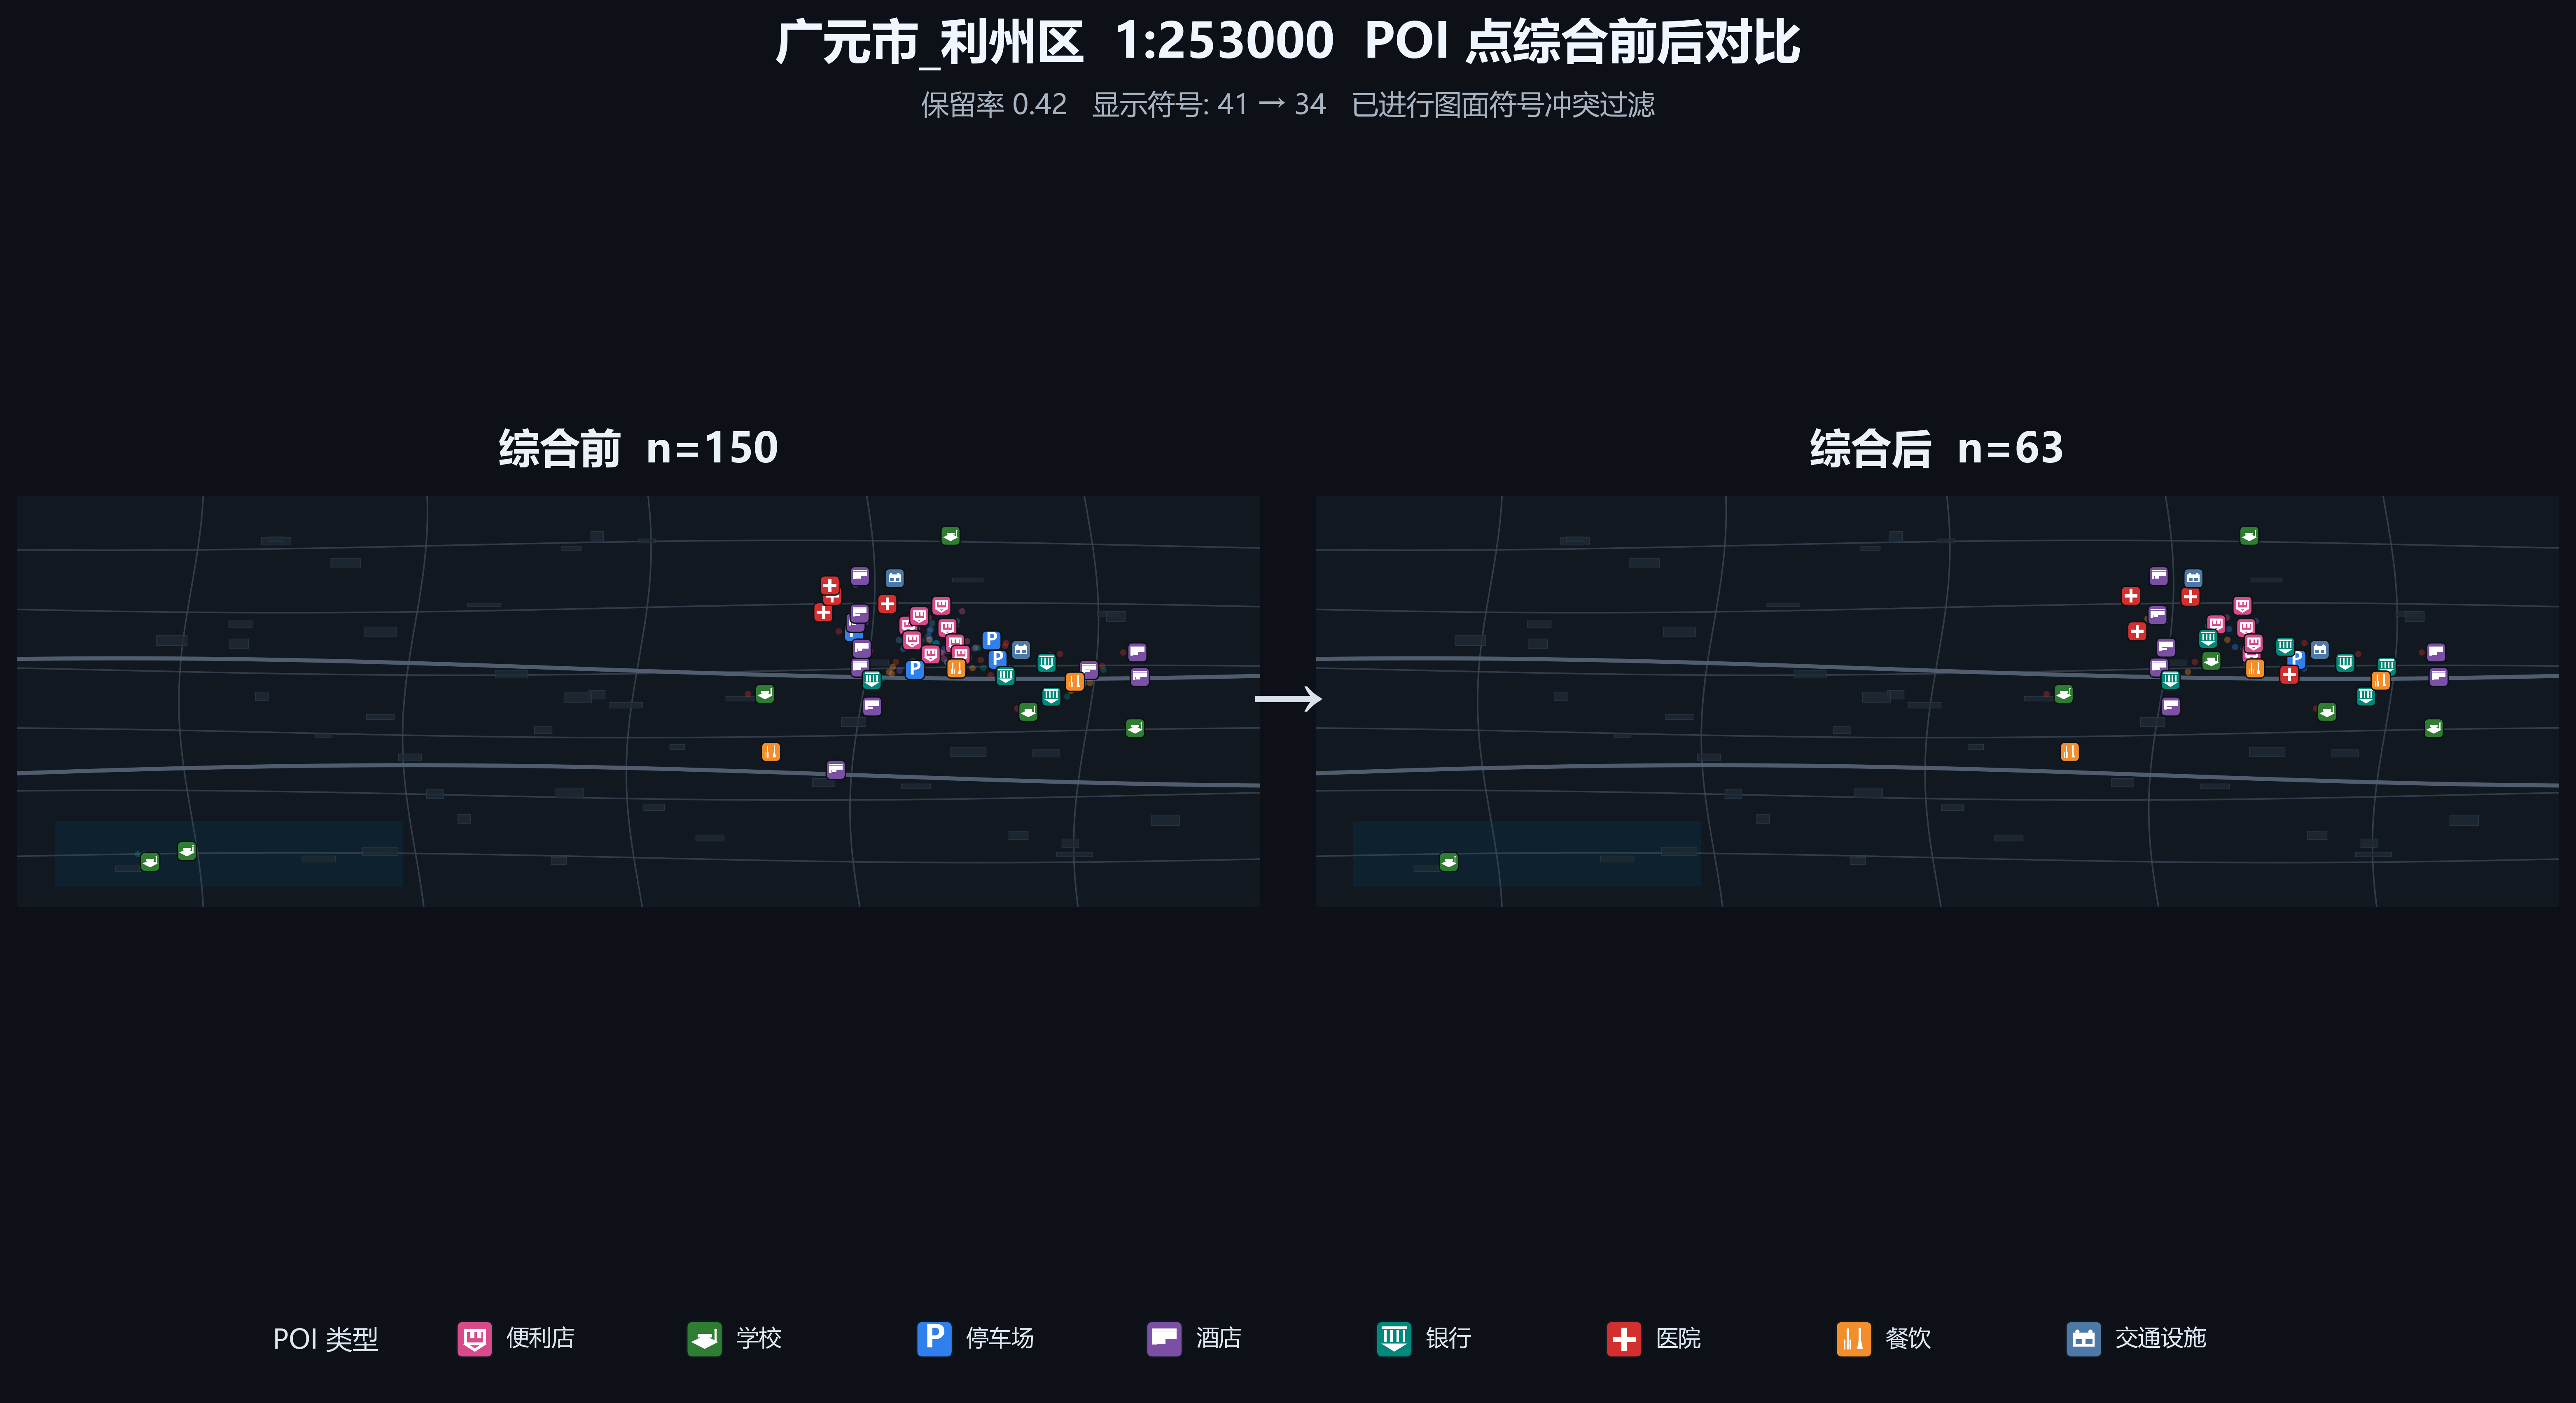 广元市_利州区 1:253000 POI 点综合前后对比
保留率 0.42 显示符号: 41 → 34 已进行图面符号冲突过滤
综合前 n=150
综合后 n=63
→
POI 类型 便利店 学校 P 停车场 酒店 银行 医院 餐饮 交通设施